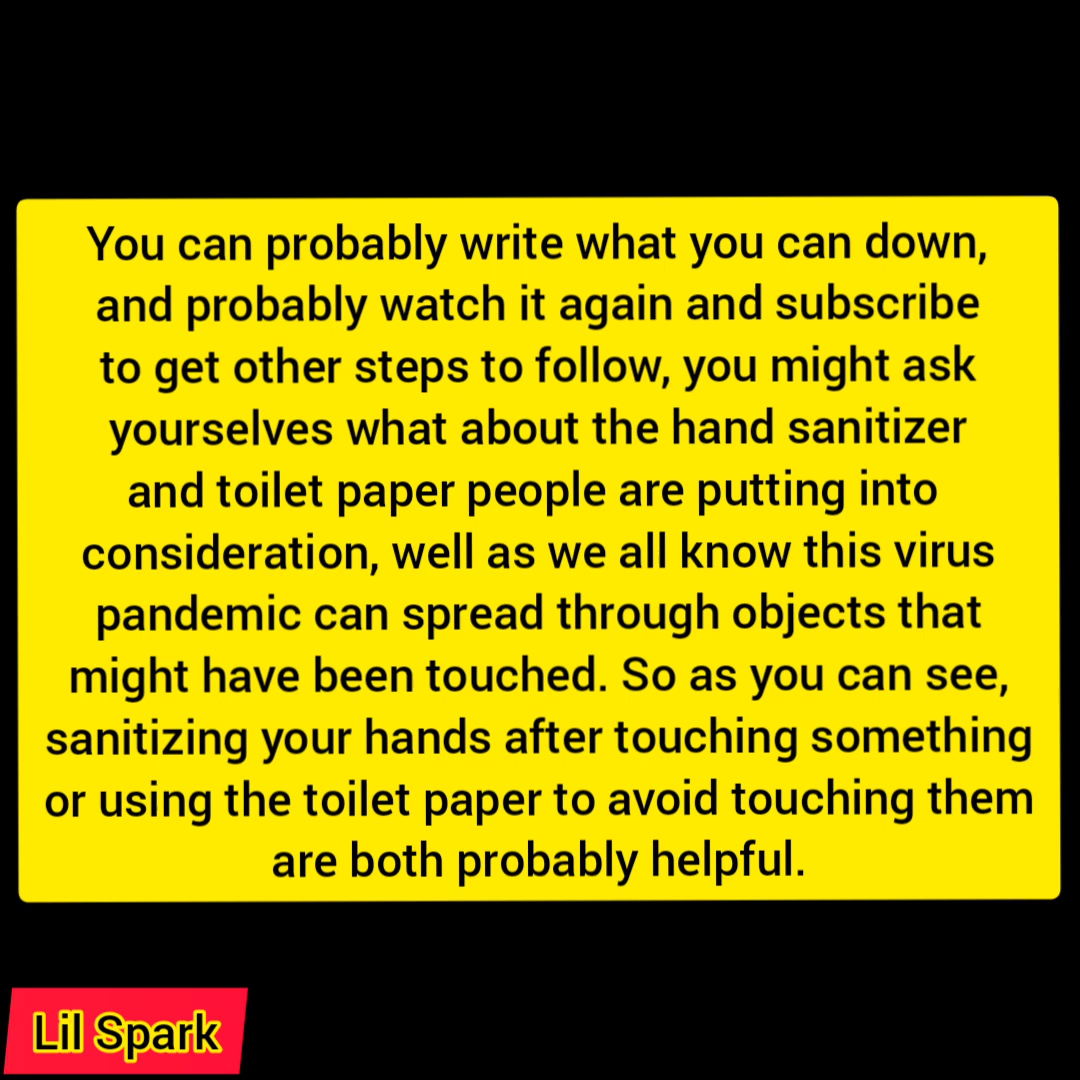 You can probably write what you can down,
and probably watch it again and subscribe
to get other steps to follow, you might ask
yourselves what about the hand sanitizer
and toilet paper people are putting into
consideration, well as we all know this virus
pandemic can spread through objects that
might have been touched. So as you can see,
sanitizing your hands after touching something
or using the toilet paper to avoid touching them
are both probably helpful.
Lil Spark